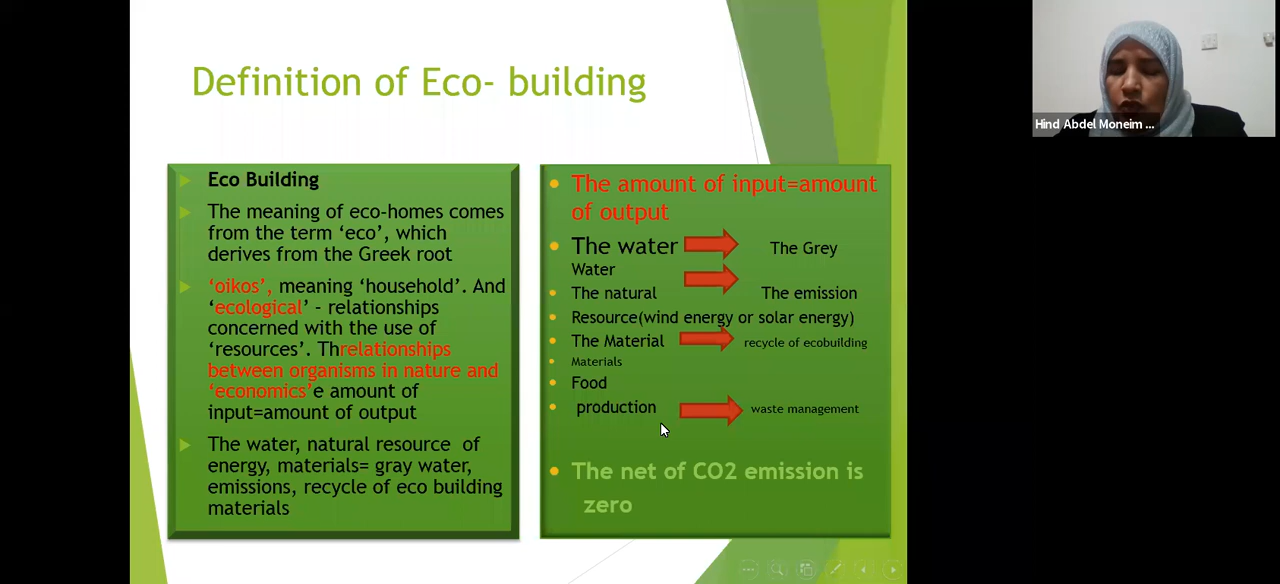 Definition of Eco- building
Eco Building
The meaning of eco-homes comes
from the term ‘eco’, which
derives from the Greek root
‘oikos’, meaning ‘household’. And
‘ecological’ – relationships
concerned with the use of
‘resources’. Threlationships
between organisms in nature and
‘economics’e amount of
input=amount of output
The water, natural resource of
energy, materials= gray water,
emissions, recycle of eco building
materials
The amount of input=amount
of output
The water The Grey
Water
The natural The emission
Resource(wind energy or solar energy)
The Material recycle of ecobuilding
Materials
Food
production waste management
The net of CO2 emission is
zero
Hind Abdel Moneim ...